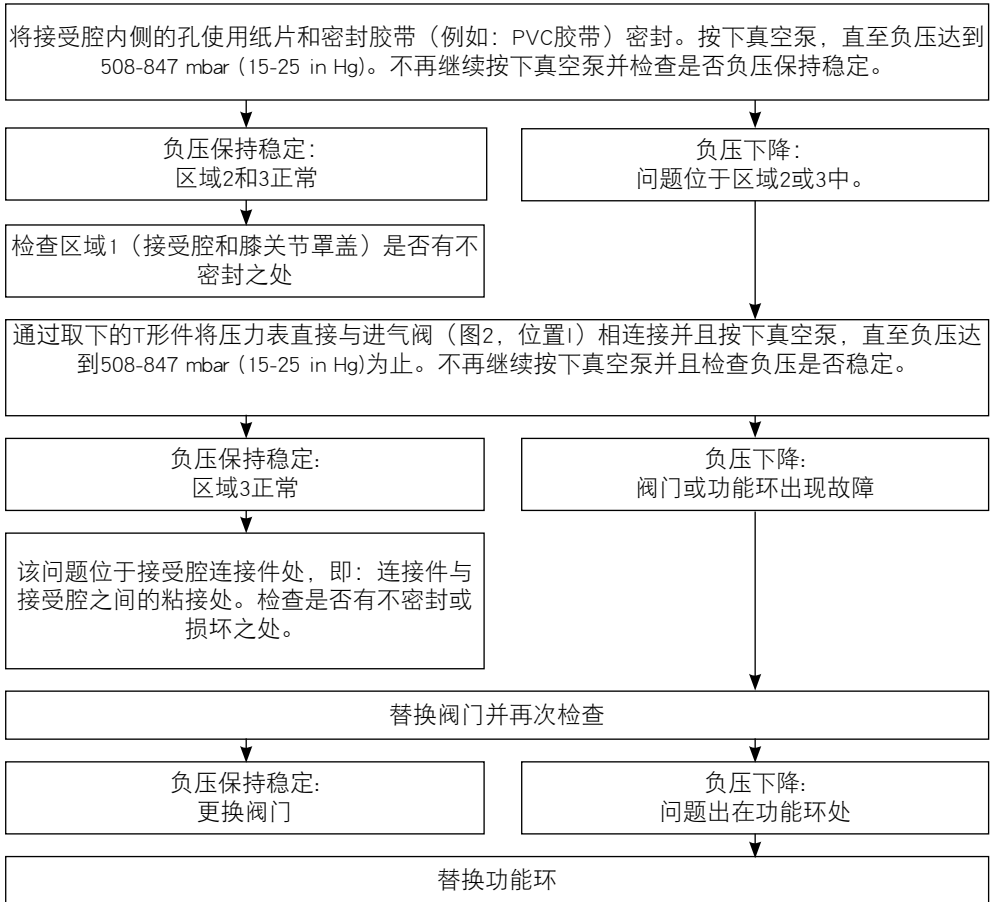 将接受腔内侧的孔使用纸片和密封胶带（例如：PVC胶带）密封。按下真空泵，直至负压达到
508-847 mbar (15-25 in Hg)。不再继续按下真空泵并检查是否负压保持稳定。
负压保持稳定：
区域2和3正常
负压下降：
问题位于区域2或3中。
检查区域1（接受腔和膝关节罩盖）是否有不
密封之处
通过取下的T形件将压力表直接与进气阀（图2，位置l）相连接并且按下真空泵，直至负压达
到508-847 mbar (15-25 in Hg)为止。不再继续按下真空泵并且检查负压是否稳定。
负压保持稳定:
区域3正常
负压下降:
阀门或功能环出现故障
该问题位于接受腔连接件处，即：连接件与
接受腔之间的粘接处。检查是否有不密封或
损坏之处。
替换阀门并再次检查
负压保持稳定：
更换阀门
负压下降:
问题出在功能环处
替换功能环